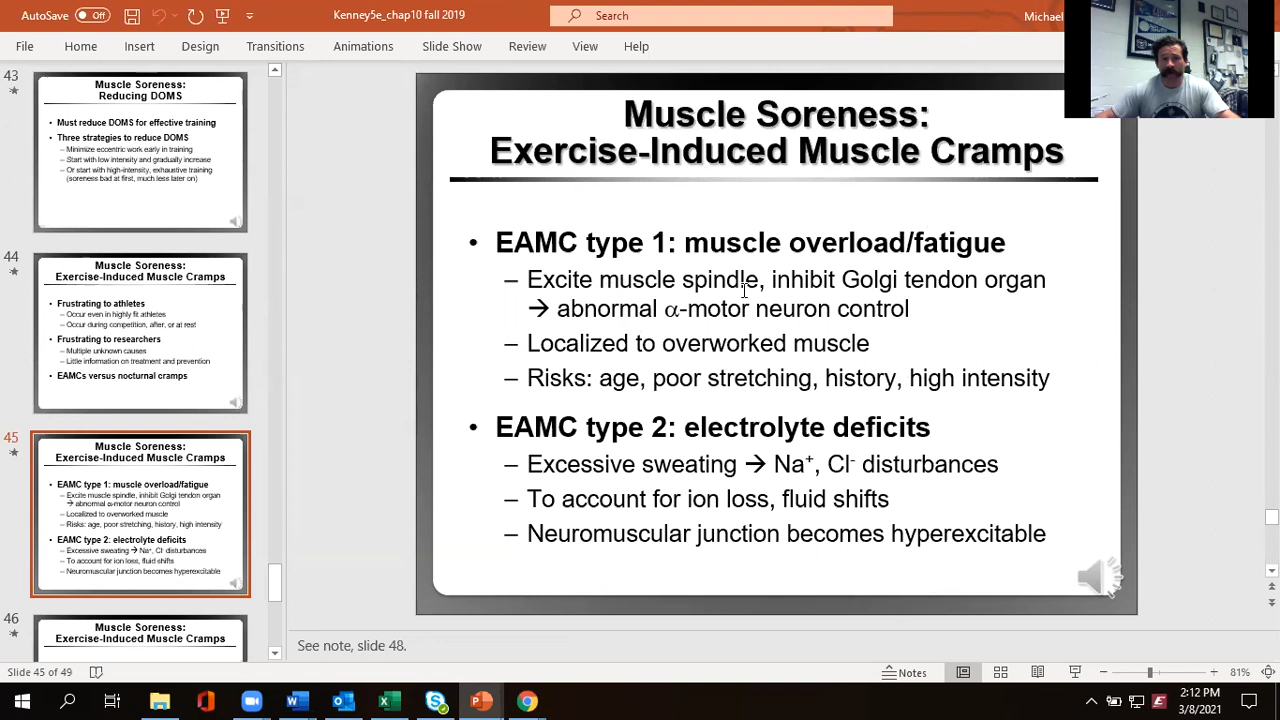 AutoSave Off
Kenney5e_chap10 fall 2019
Search
Michael
File Home Insert Design Transitions Animations Slide Show Review View Help
43
Muscle Soreness:
Reducing DOMS
• Must reduce DOMS for effective training
• Three strategies to reduce DOMS
– Minimize eccentric work early in training
– Start with low intensity and gradually increase
– Or start with high-intensity, exhaustive training
(soreness bad at first, much less later on)
44
Muscle Soreness:
Exercise-Induced Muscle Cramps
• Frustrating to athletes
– Occur even in highly fit athletes
– Occur during competition, after, or at rest
• Frustrating to researchers
– Multiple unknown causes
– Little information on treatment and prevention
• EAMCs versus nocturnal cramps
45
Muscle Soreness:
Exercise-Induced Muscle Cramps
• EAMC type 1: muscle overload/fatigue
– Excite muscle spindle, inhibit Golgi tendon organ
→ abnormal α-motor neuron control
– Localized to overworked muscle
– Risks: age, poor stretching, history, high intensity
• EAMC type 2: electrolyte deficits
– Excessive sweating → Na+, Cl- disturbances
– To account for ion loss, fluid shifts
– Neuromuscular junction becomes hyperexcitable
46
Muscle Soreness:
Exercise-Induced Muscle Cramps
Muscle Soreness:
Exercise-Induced Muscle Cramps
• EAMC type 1: muscle overload/fatigue
– Excite muscle spindle, inhibit Golgi tendon organ
→ abnormal α-motor neuron control
– Localized to overworked muscle
– Risks: age, poor stretching, history, high intensity
• EAMC type 2: electrolyte deficits
– Excessive sweating → Na+, Cl- disturbances
– To account for ion loss, fluid shifts
– Neuromuscular junction becomes hyperexcitable
See note, slide 48.
Slide 45 of 49
Notes
81%
2:12 PM
3/8/2021